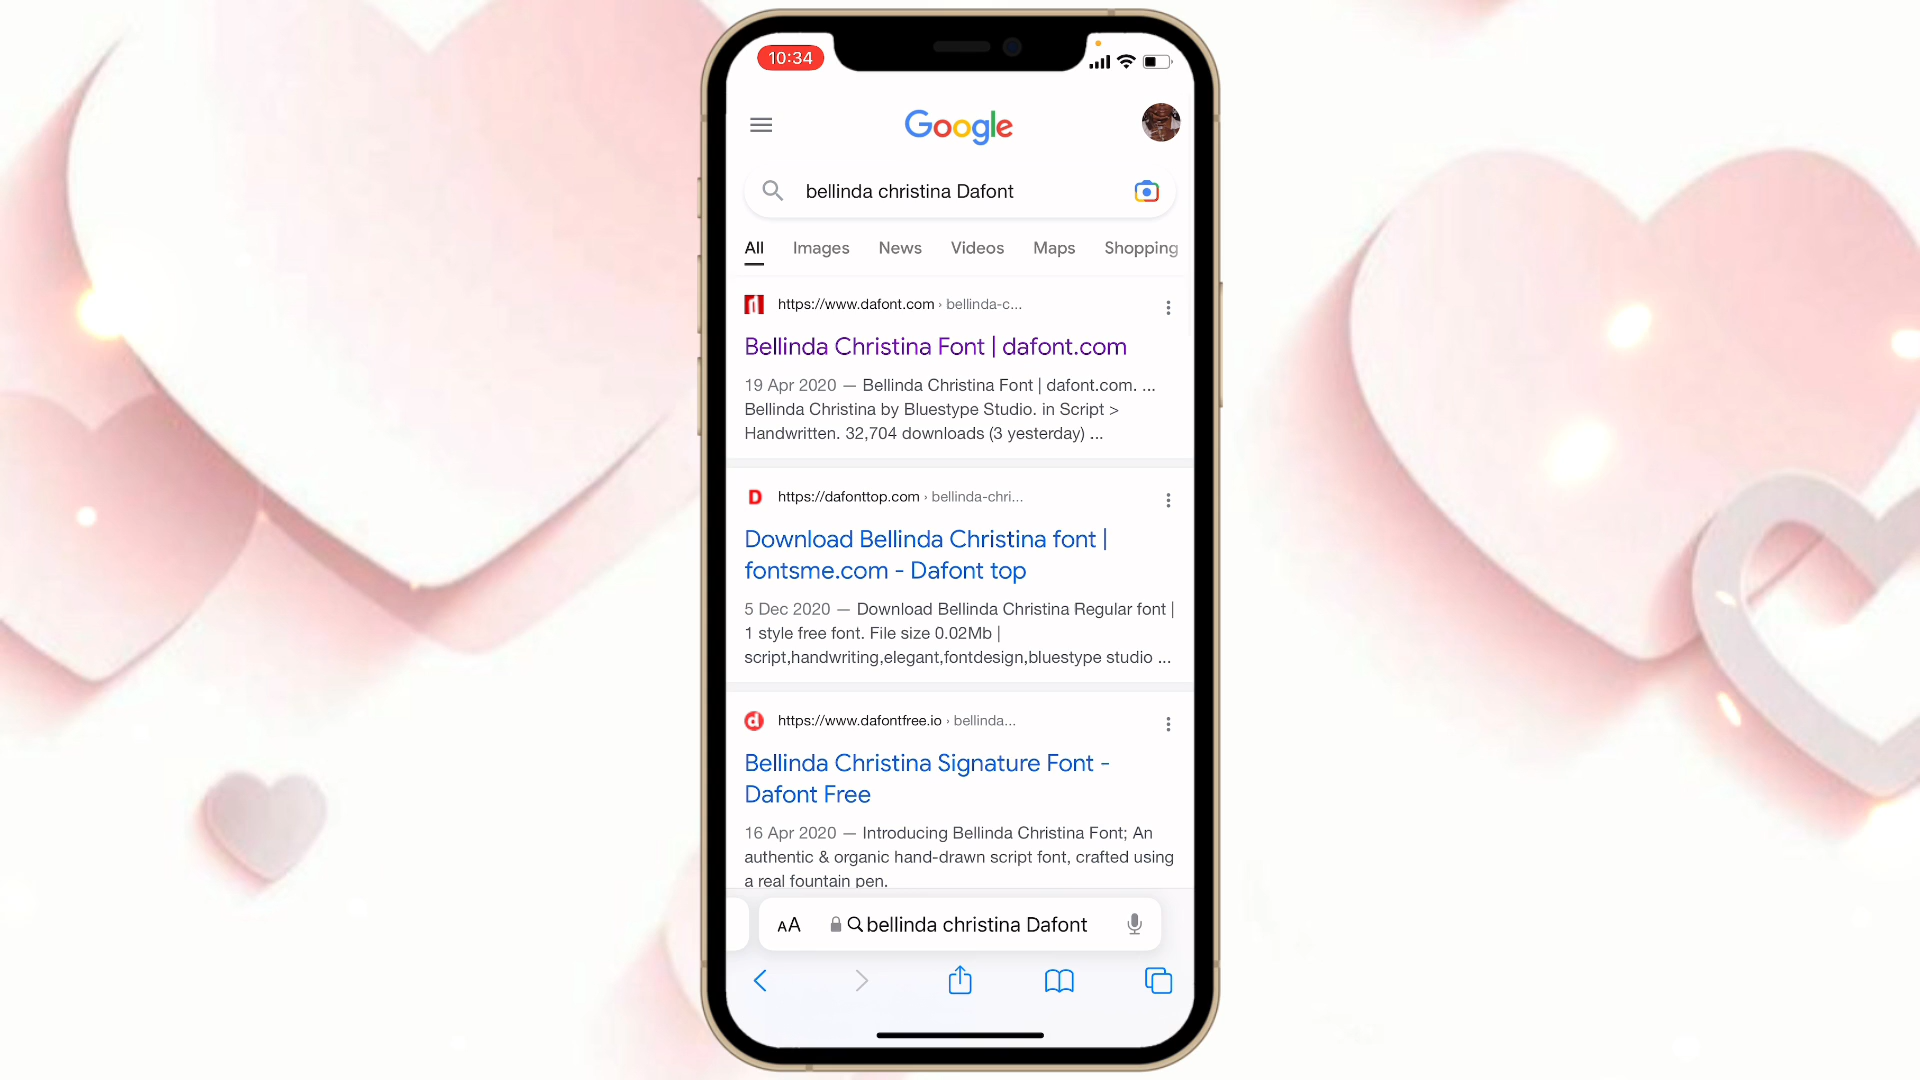 10:34
Google
bellinda christina Dafont
All Images News Videos Maps Shopping
https://www.dafont.com › bellinda-c...
Bellinda Christina Font | dafont.com
19 Apr 2020 — Bellinda Christina Font | dafont.com. ...
Bellinda Christina by Bluestype Studio. in Script >
Handwritten. 32,704 downloads (3 yesterday) ...
D https://dafonttop.com › bellinda-chri...
Download Bellinda Christina font |
fontsme.com - Dafont top
5 Dec 2020 — Download Bellinda Christina Regular font |
1 style free font. File size 0.02Mb |
script,handwriting,elegant,fontdesign,bluestype studio ...
d https://www.dafontfree.io › bellinda...
Bellinda Christina Signature Font -
Dafont Free
16 Apr 2020 — Introducing Bellinda Christina Font; An
authentic & organic hand-drawn script font, crafted using
a real fountain pen.
AA bellinda christina Dafont